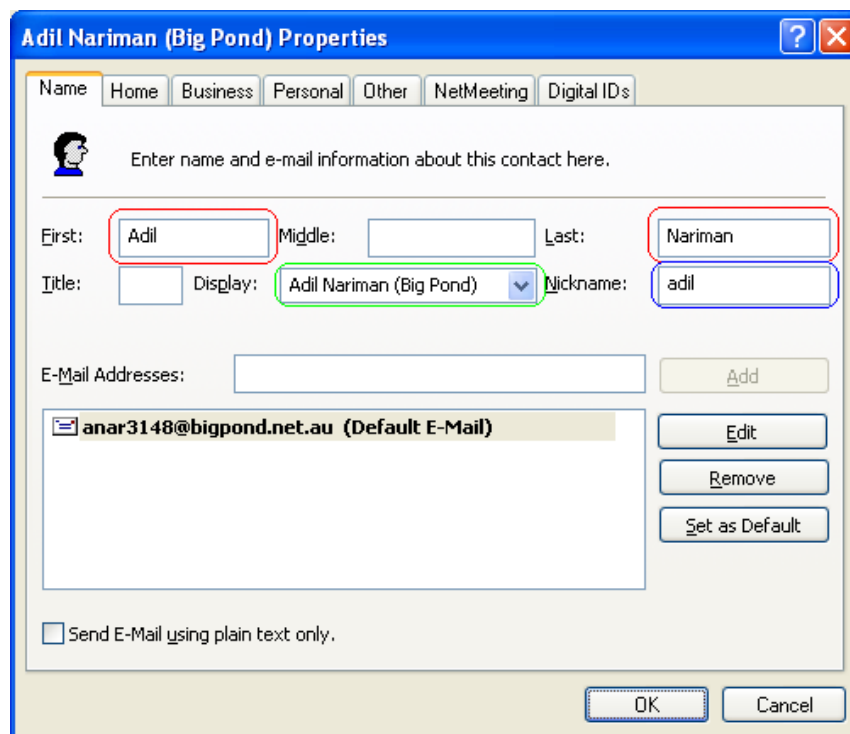 Adil Nariman (Big Pond) Properties
Name Home Business Personal Other NetMeeting Digital IDs
Enter name and e-mail information about this contact here.
First: Adil Middle: Last: Nariman
Title: Display: Adil Nariman (Big Pond) Nickname: adil
E-Mail Addresses: Add
anar3148@bigpond.net.au (Default E-Mail)
Edit
Remove
Set as Default
Send E-Mail using plain text only.
OK Cancel